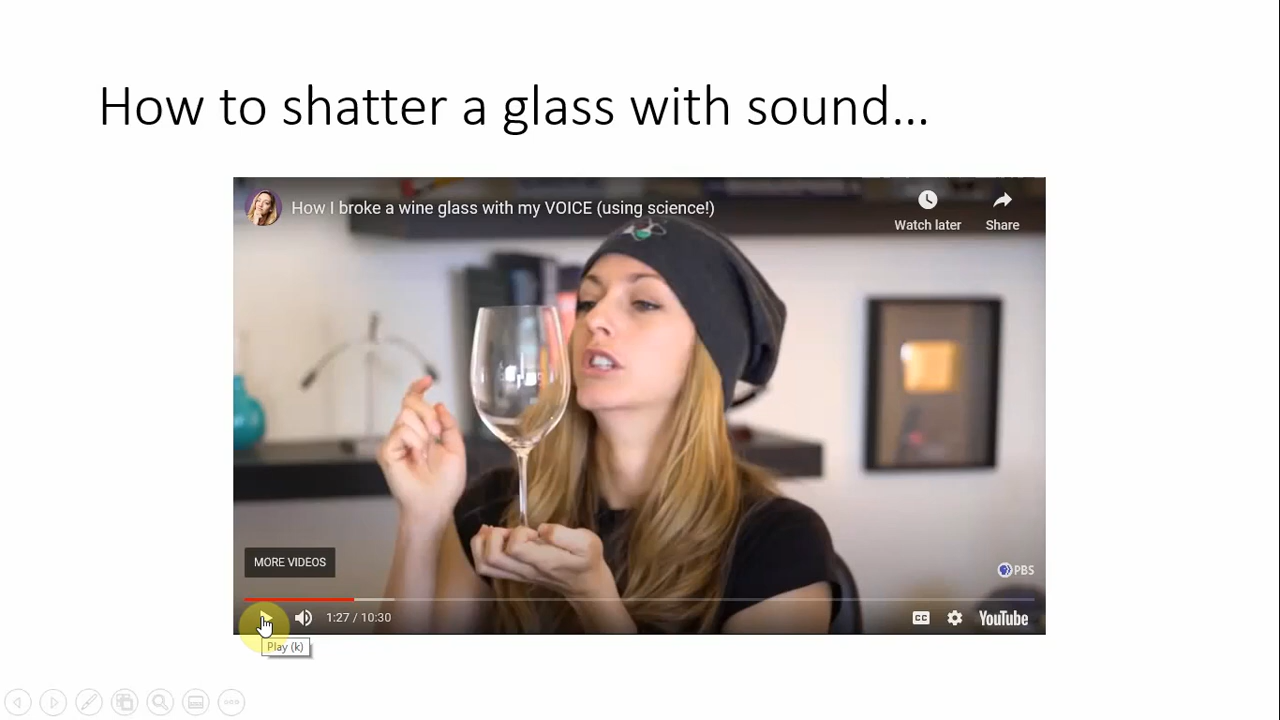 How to shatter a glass with sound...
How I broke a wine glass with my VOICE (using science!)
Watch later
Share
MORE VIDEOS
PBS
1:27 / 10:30
CC
YouTube
Play (k)